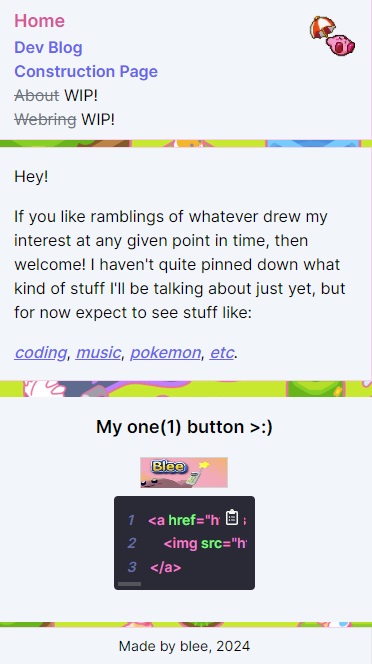 Home
Dev Blog
Construction Page
About WIP!
Webring WIP!
Hey!
If you like ramblings of whatever drew my
interest at any given point in time, then
welcome! I haven't quite pinned down what
kind of stuff I'll be talking about just yet, but
for now expect to see stuff like:
coding, music, pokemon, etc.
My one(1) button >:)
Blee
1 <a href="h
2 <img src="h
3 </a>
Made by blee, 2024